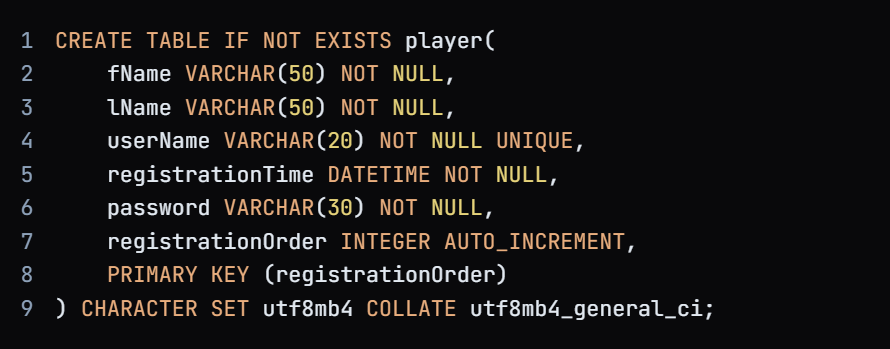 1 CREATE TABLE IF NOT EXISTS player(
2     fName VARCHAR(50) NOT NULL,
3     lName VARCHAR(50) NOT NULL,
4     userName VARCHAR(20) NOT NULL UNIQUE,
5     registrationTime DATETIME NOT NULL,
6     password VARCHAR(30) NOT NULL,
7     registrationOrder INTEGER AUTO_INCREMENT,
8     PRIMARY KEY (registrationOrder)
9 ) CHARACTER SET utf8mb4 COLLATE utf8mb4_general_ci;